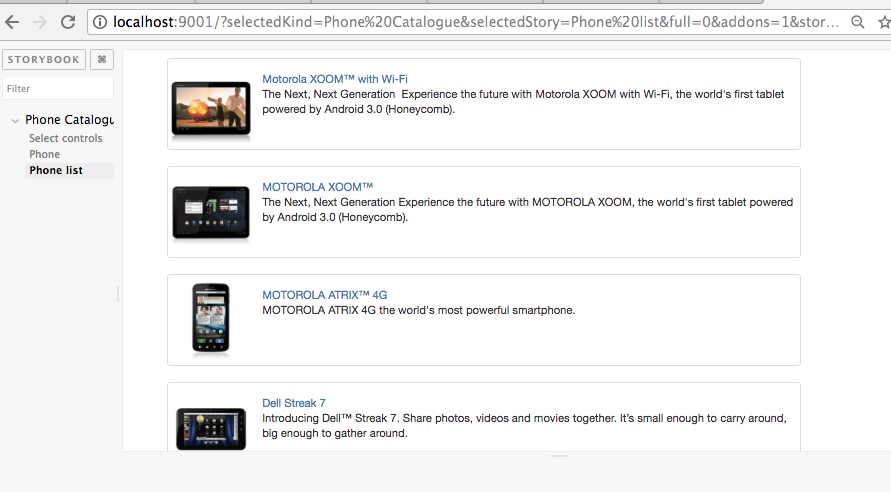 localhost:9001/?selectedKind=Phone%20Catalogue&selectedStory=Phone%20list&full=0&addons=1&stor...
STORYBOOK
⌘
Filter
Phone Catalogu
Select controls
Phone
Phone list
Motorola XOOM™ with Wi-Fi
The Next, Next Generation  Experience the future with Motorola XOOM with Wi-Fi, the world's first tablet
powered by Android 3.0 (Honeycomb).
MOTOROLA XOOM™
The Next, Next Generation Experience the future with MOTOROLA XOOM, the world's first tablet powered
by Android 3.0 (Honeycomb).
MOTOROLA ATRIX™ 4G
MOTOROLA ATRIX 4G the world's most powerful smartphone.
Dell Streak 7
Introducing Dell™ Streak 7. Share photos, videos and movies together. It’s small enough to carry around,
big enough to gather around.